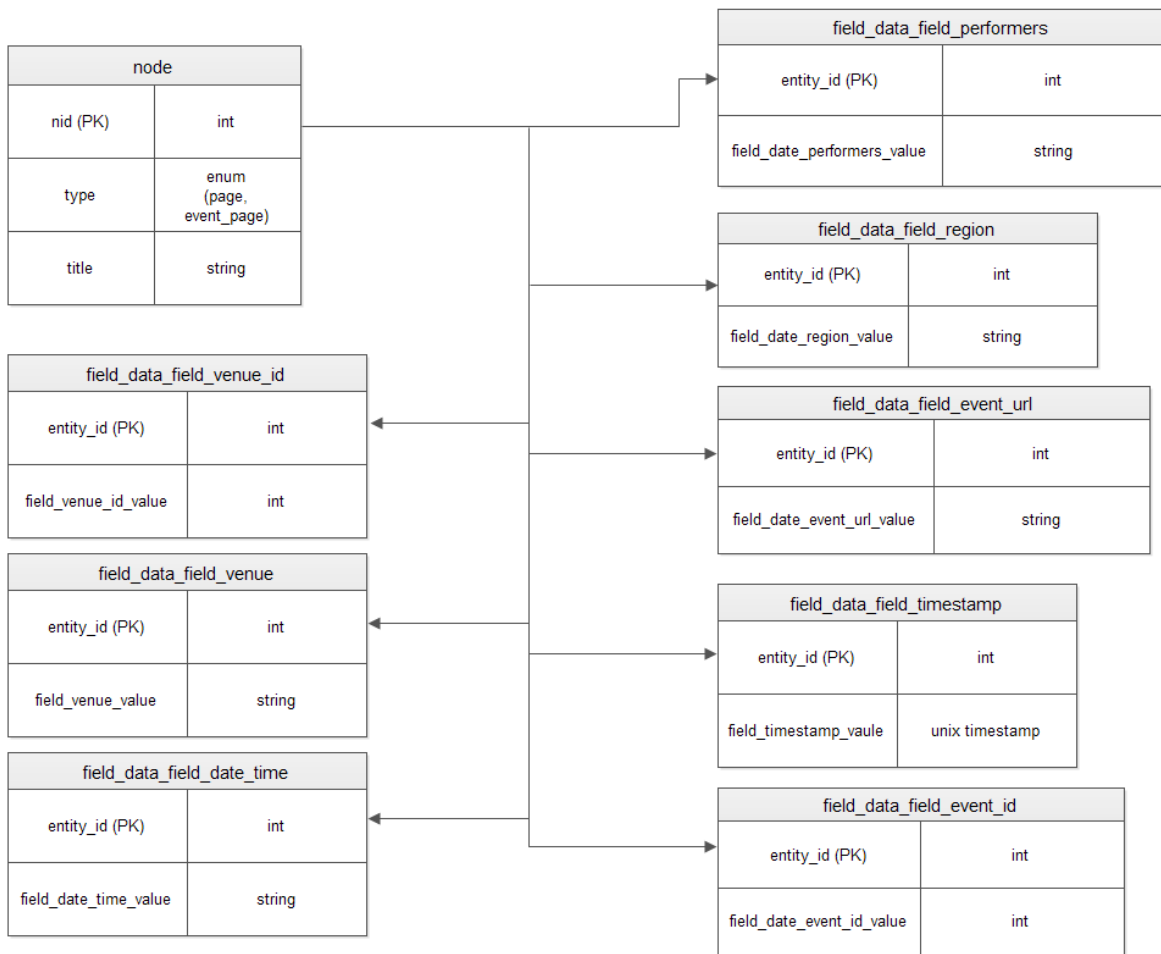 node
nid (PK) int
type enum
(page,
event_page)
title string
field_data_field_venue_id
entity_id (PK) int
field_venue_id_value int
field_data_field_venue
entity_id (PK) int
field_venue_value string
field_data_field_date_time
entity_id (PK) int
field_date_time_value string
field_data_field_performers
entity_id (PK) int
field_date_performers_value string
field_data_field_region
entity_id (PK) int
field_date_region_value string
field_data_field_event_url
entity_id (PK) int
field_date_event_url_value string
field_data_field_timestamp
entity_id (PK) int
field_timestamp_vaule unix timestamp
field_data_field_event_id
entity_id (PK) int
field_date_event_id_value int